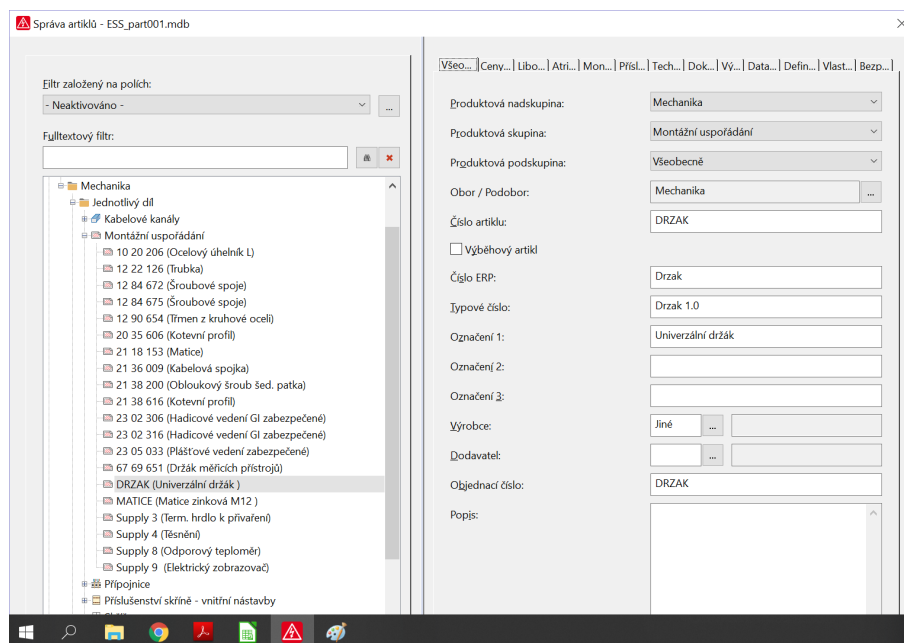 Správa artiklů - ESS_part001.mdb
Filtr založený na polích:
- Neaktivováno -
...
Fulltextový filtr:
Mechanika
Jednotlivý díl
Kabelové kanály
Montážní uspořádání
10 20 206 (Ocelový úhelník L)
12 22 126 (Trubka)
12 84 672 (Šroubové spoje)
12 84 675 (Šroubové spoje)
12 90 654 (Třmen z kruhové oceli)
20 35 606 (Kotevní profil)
21 18 153 (Matice)
21 36 009 (Kabelová spojka)
21 38 200 (Obloukový šroub šed. patka)
21 38 616 (Kotevní profil)
23 02 306 (Hadicové vedení GI zabezpečené)
23 02 316 (Hadicové vedení GI zabezpečené)
23 05 033 (Plášťové vedení zabezpečené)
67 69 651 (Držák měřicích přístrojů)
DRZAK (Univerzální držák )
MATICE (Matice zinková M12 )
Supply 3 (Term. hrdlo k přivaření)
Supply 4 (Těsnění)
Supply 8 (Odporový teploměr)
Supply 9 (Elektrický zobrazovač)
Přípojnice
Příslušenství skříně - vnitřní nástavby
Všeo... Ceny... Libo... Atri... Mon... Přísl... Tech... Dok... Vý... Data... Defin... Vlast... Bezp...
Produktová nadskupina: Mechanika
Produktová skupina: Montážní uspořádání
Produktová podskupina: Všeobecně
Obor / Podobor: Mechanika ...
Číslo artiklu: DRZAK
Výběhový artikl
Číslo ERP: Drzak
Typové číslo: Drzak 1.0
Označení 1: Univerzální držák
Označení 2:
Označení 3:
Výrobce: Jiné ...
Dodavatel: ...
Objednací číslo: DRZAK
Popis: